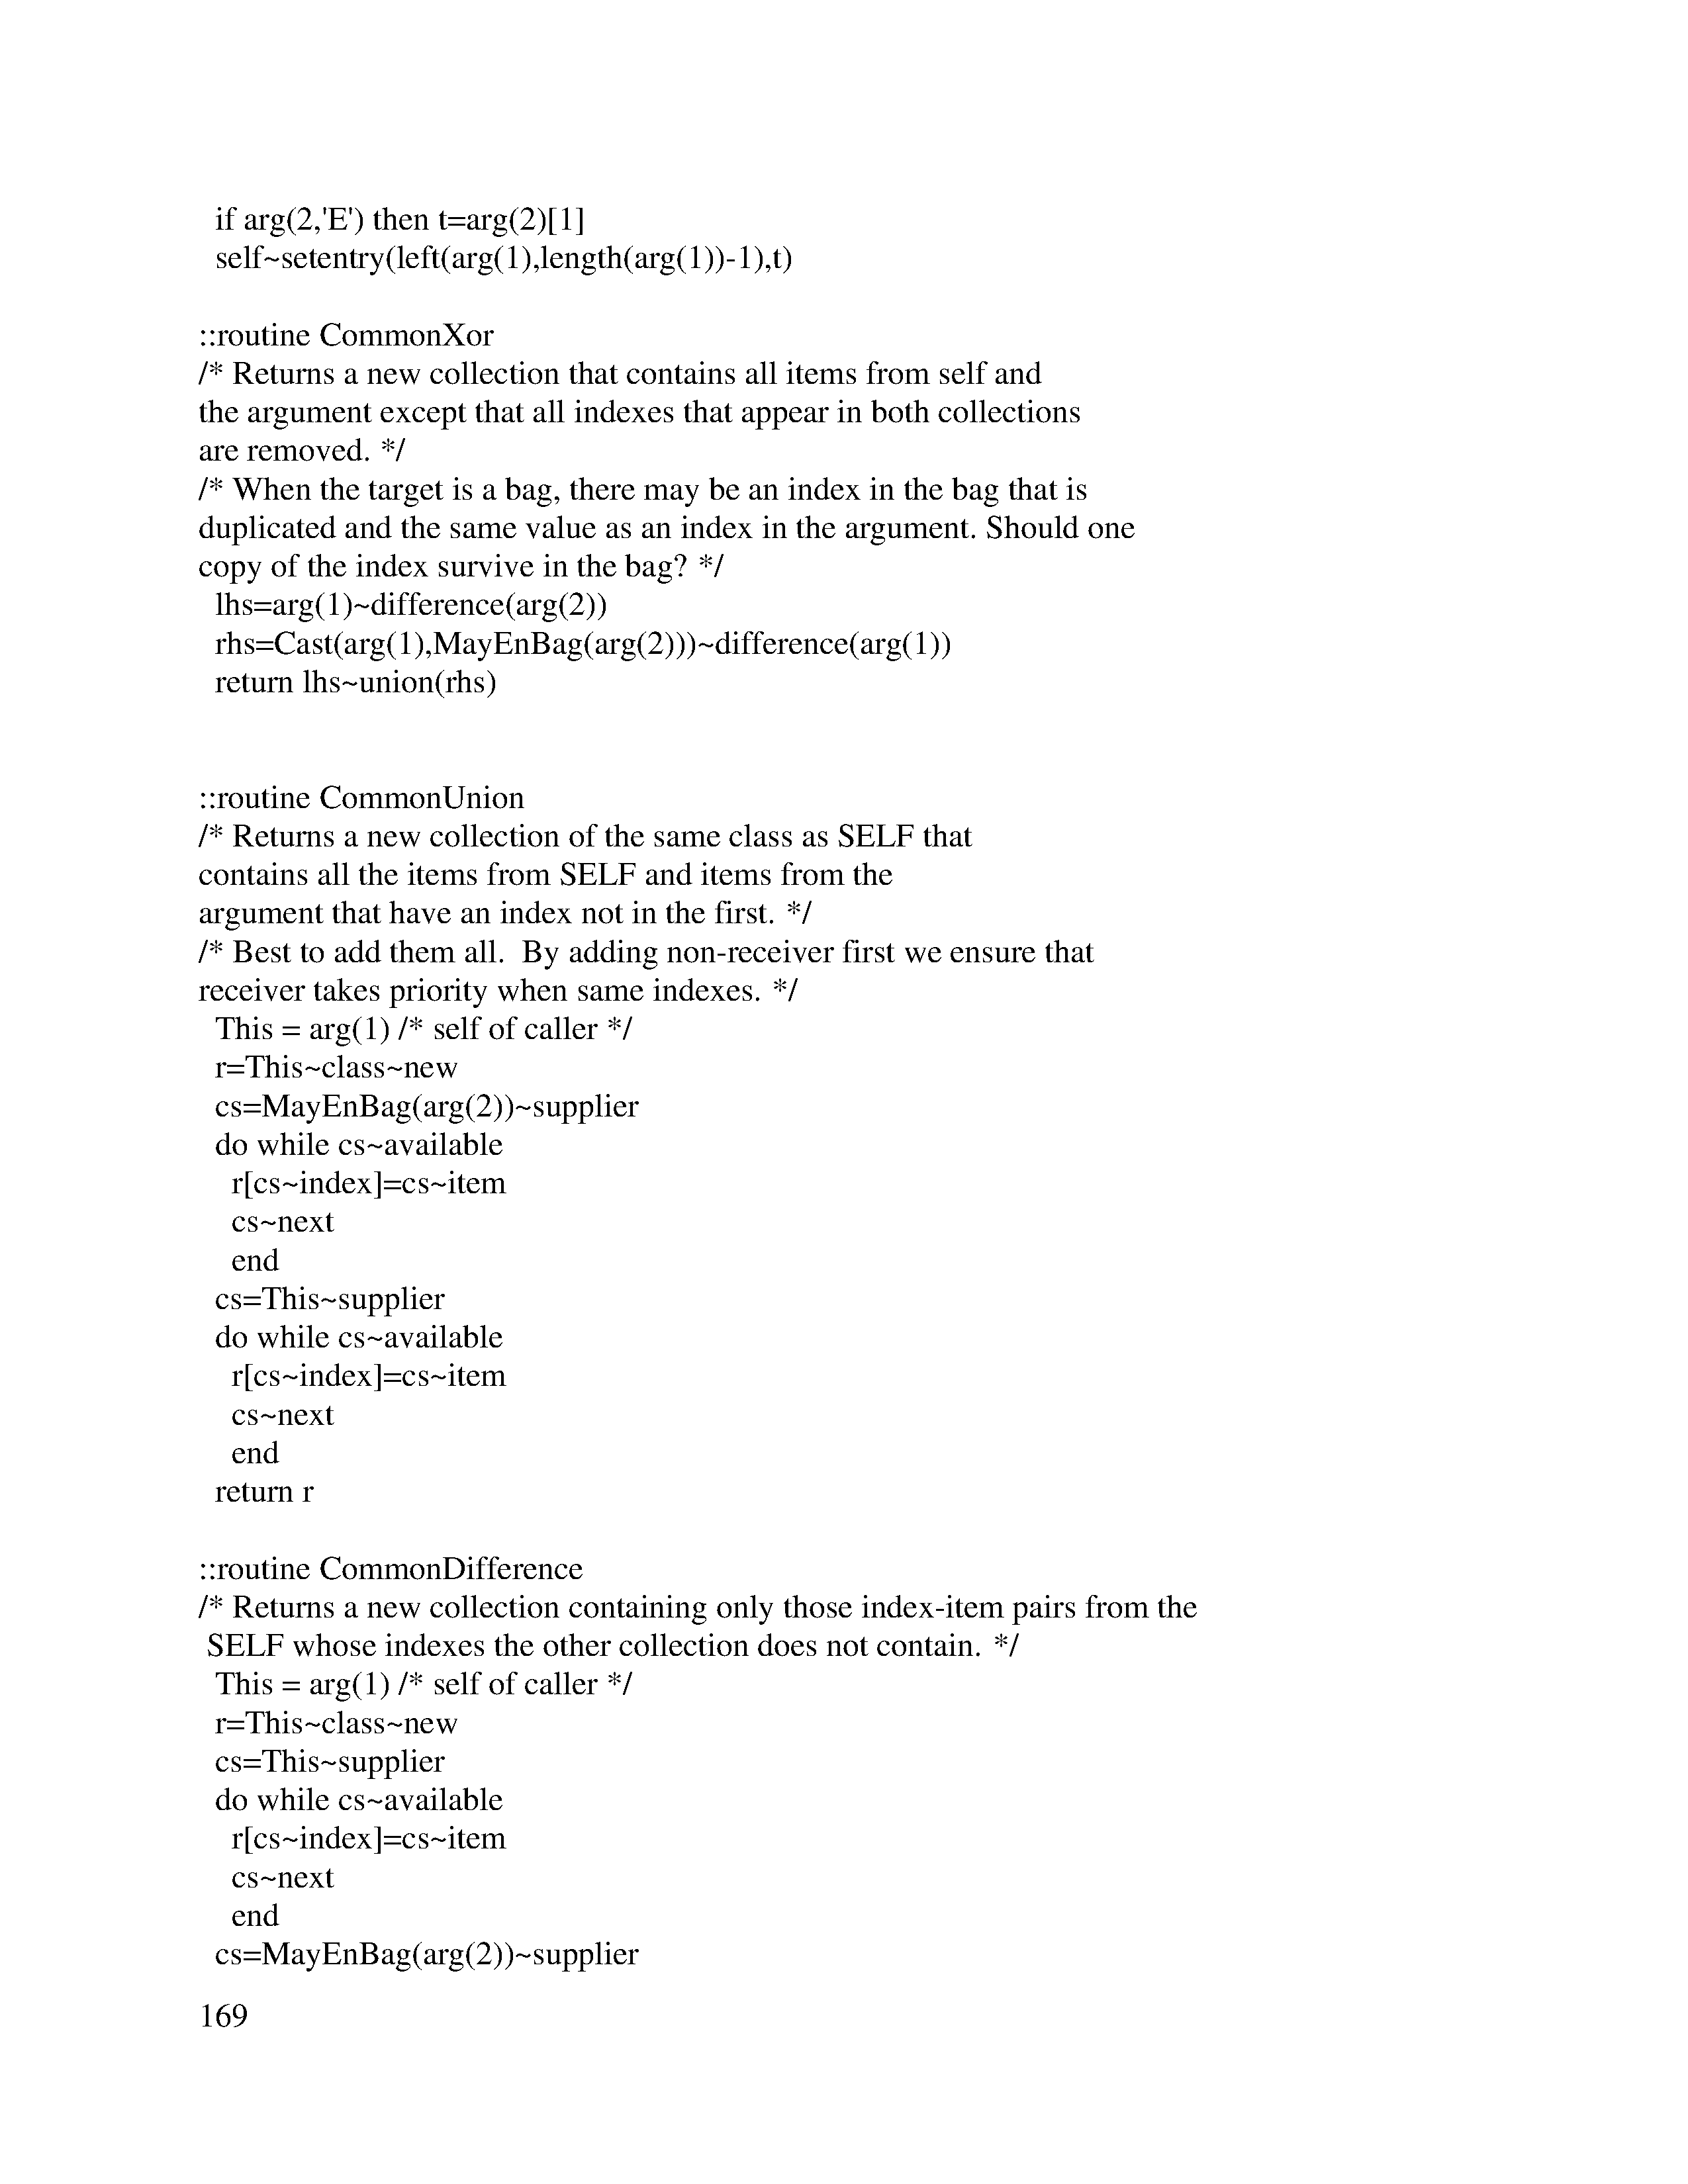 if arg(2,'E') then t=arg(2)[1]
self~setentry(left(arg(1),length(arg(1))-1),t)
::routine CommonXor
/* Returns a new collection that contains all items from self and
the argument except that all indexes that appear in both collections
are removed. */
/* When the target is a bag, there may be an index in the bag that is
duplicated and the same value as an index in the argument. Should one
copy of the index survive in the bag? */
lhs=arg(1)~difference(arg(2))
rhs=Cast(arg(1),MayEnBag(arg(2)))~difference(arg(1))
return lhs~union(rhs)
::routine CommonUnion
/* Returns a new collection of the same class as SELF that
contains all the items from SELF and items from the
argument that have an index not in the first. */
/* Best to add them all.  By adding non-receiver first we ensure that
receiver takes priority when same indexes. */
This = arg(1) /* self of caller */
r=This~class~new
cs=MayEnBag(arg(2))~supplier
do while cs~available
r[cs~index]=cs~item
cs~next
end
cs=This~supplier
do while cs~available
r[cs~index]=cs~item
cs~next
end
return r
::routine CommonDifference
/* Returns a new collection containing only those index-item pairs from the
SELF whose indexes the other collection does not contain. */
This = arg(1) /* self of caller */
r=This~class~new
cs=This~supplier
do while cs~available
r[cs~index]=cs~item
cs~next
end
cs=MayEnBag(arg(2))~supplier
169